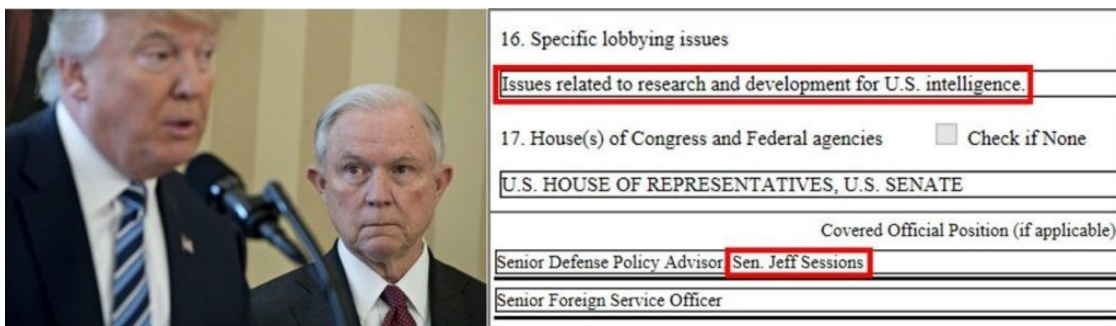 16. Specific lobbying issues
Issues related to research and development for U.S. intelligence.
17. House(s) of Congress and Federal agencies Check if None
U.S. HOUSE OF REPRESENTATIVES, U.S. SENATE
Covered Official Position (if applicable)
Senior Defense Policy Advisor Sen. Jeff Sessions
Senior Foreign Service Officer